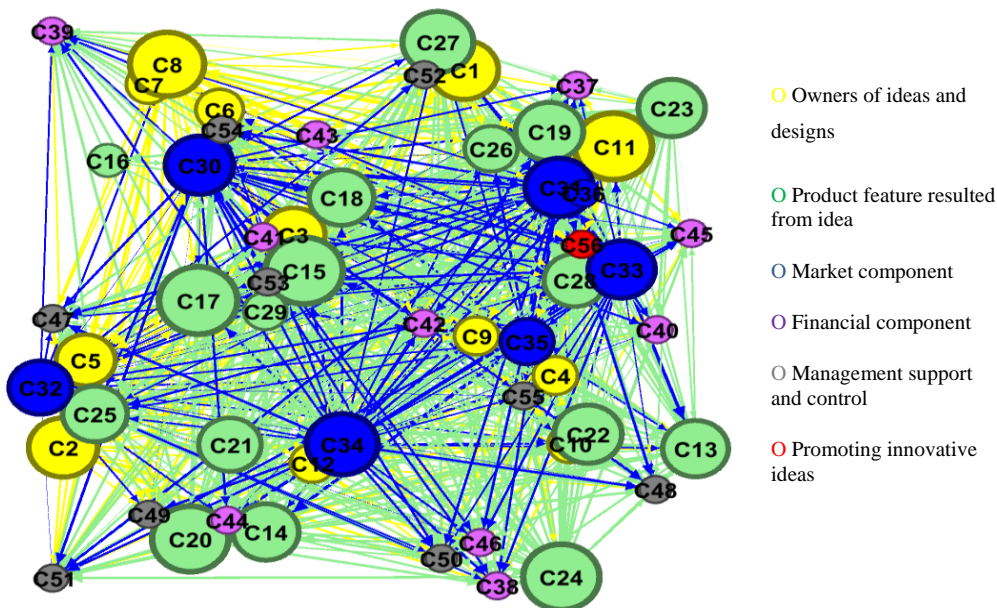 C39
C27
C8
C52
C1
C7
C37
C23
C6
C54
C43
C19
C26
C11
C16
C30
C31
C36
C18
C41
C3
C45
C56
C15
C53
C33
C28
C17
C29
C47
C42
C9
C35
C40
C5
C32
C4
C55
C25
C2
C21
C34
C22
C10
C13
C12
C48
C49
C44
C20
C14
C46
C50
C51
C38
C24
O Owners of ideas and
designs
O Product feature resulted
from idea
O Market component
O Financial component
O Management support
and control
O Promoting innovative
ideas